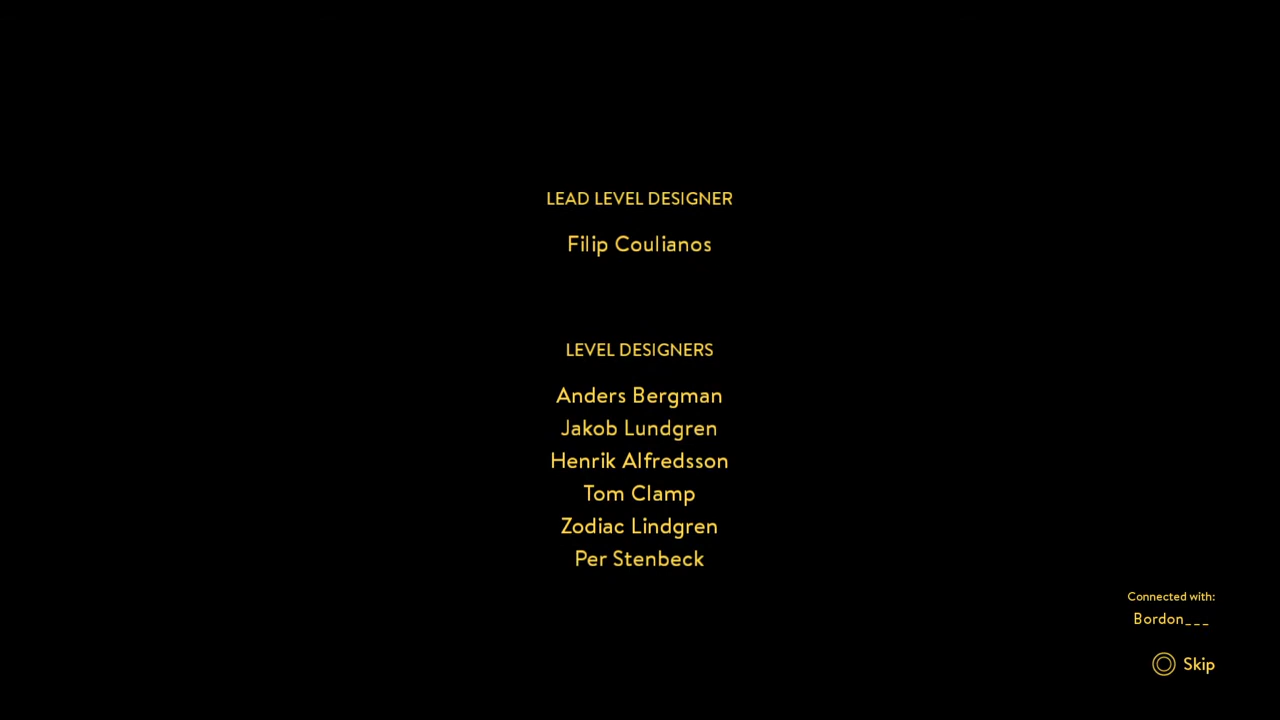 LEAD LEVEL DESIGNER
Filip Coulianos
LEVEL DESIGNERS
Anders Bergman
Jakob Lundgren
Henrik Alfredsson
Tom Clamp
Zodiac Lindgren
Per Stenbeck
Connected with:
Bordon___
Skip